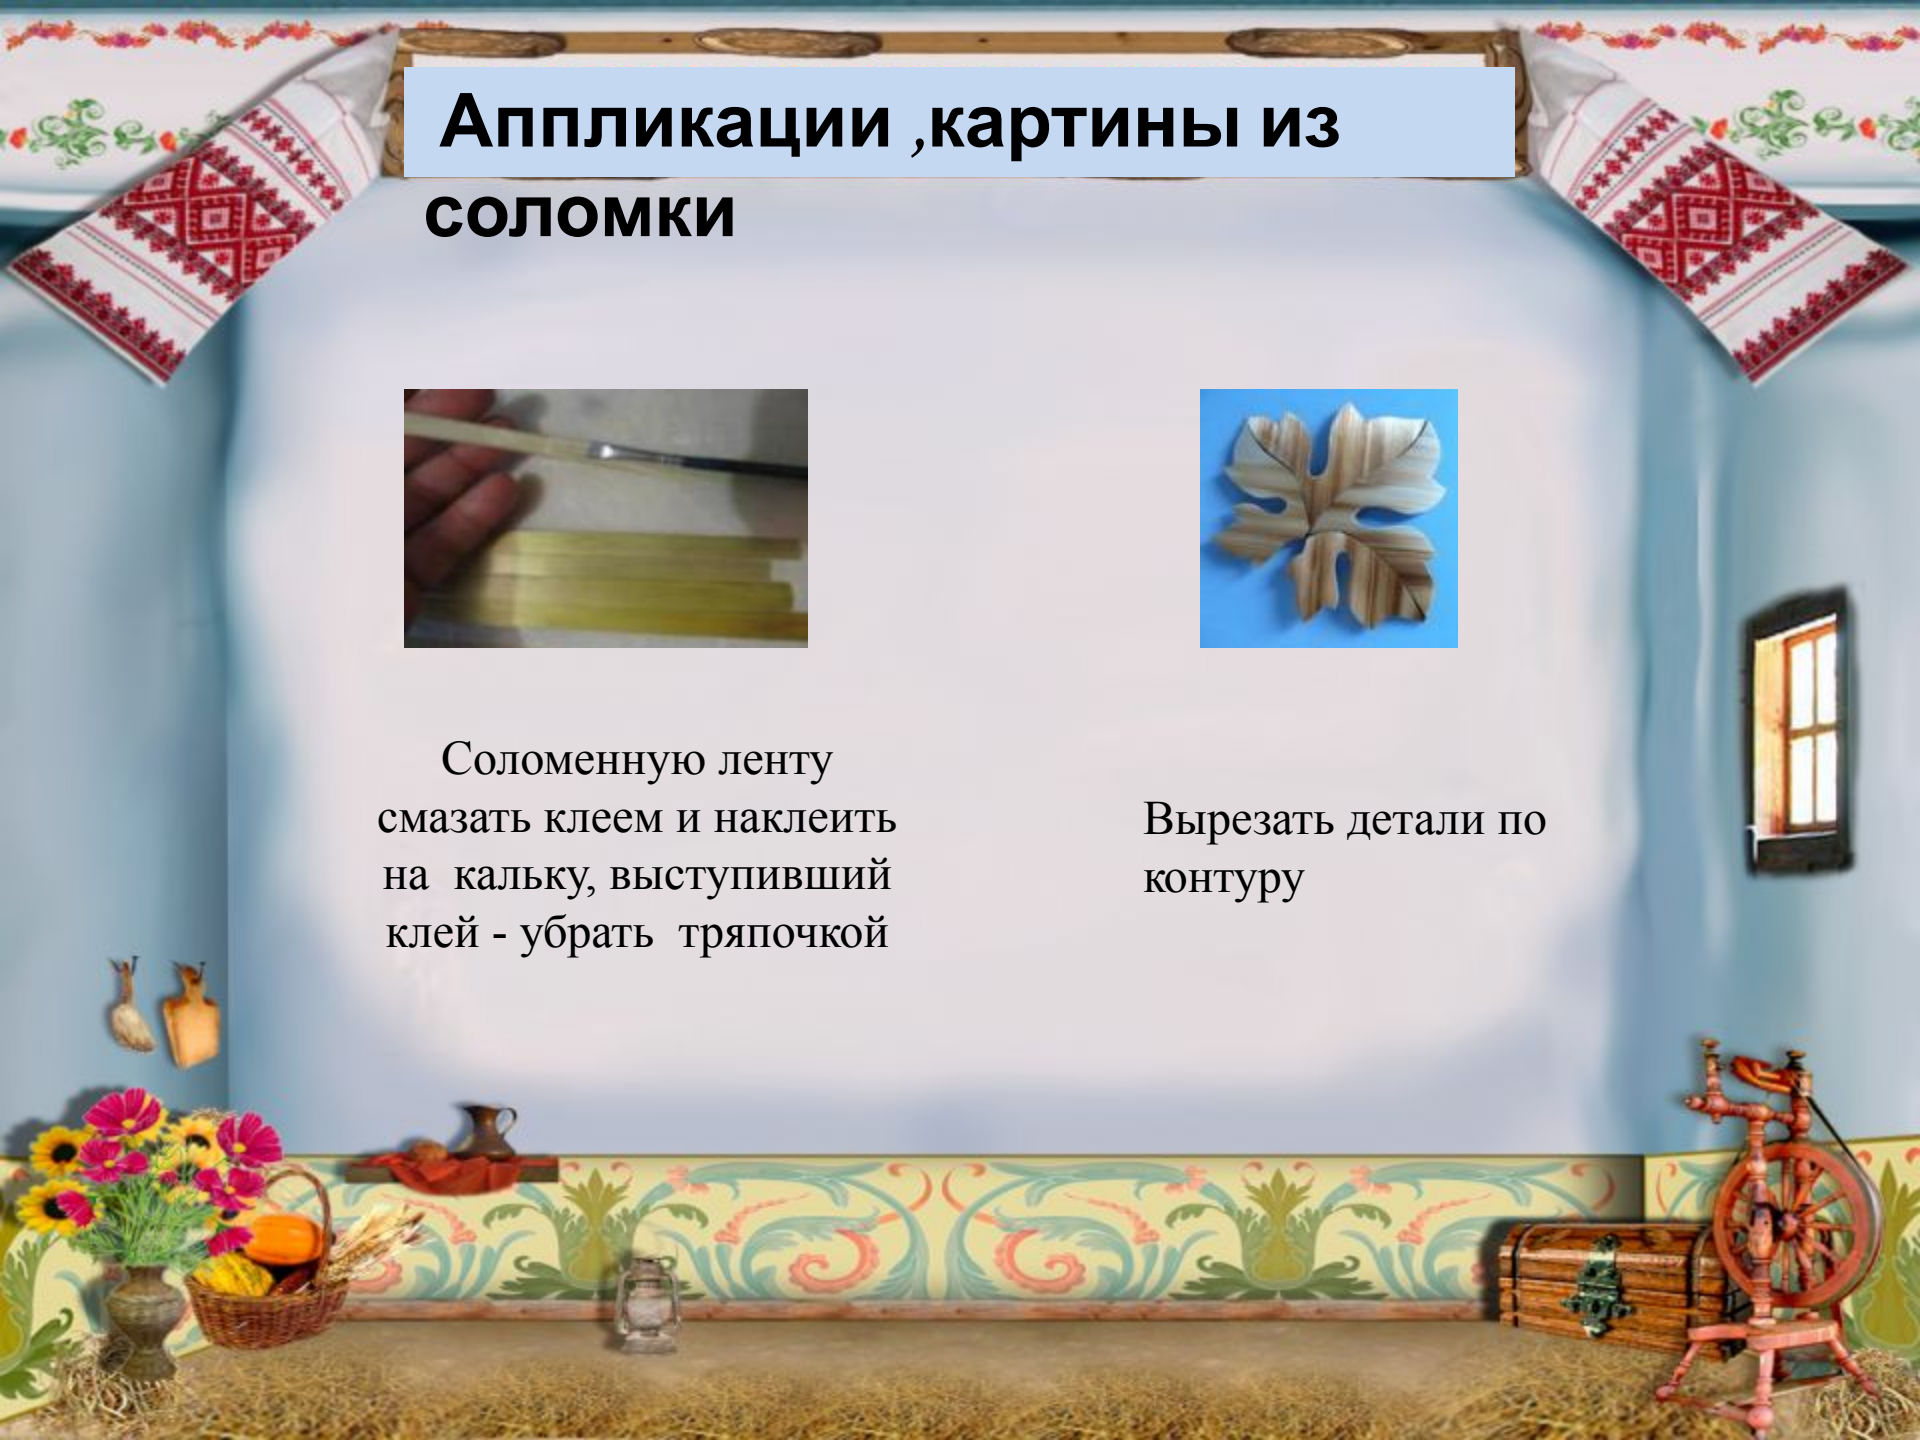 Аппликации ,картины из
соломки
Соломенную ленту
смазать клеем и наклеить
на  кальку, выступивший
клей - убрать  тряпочкой
Вырезать детали по
контуру